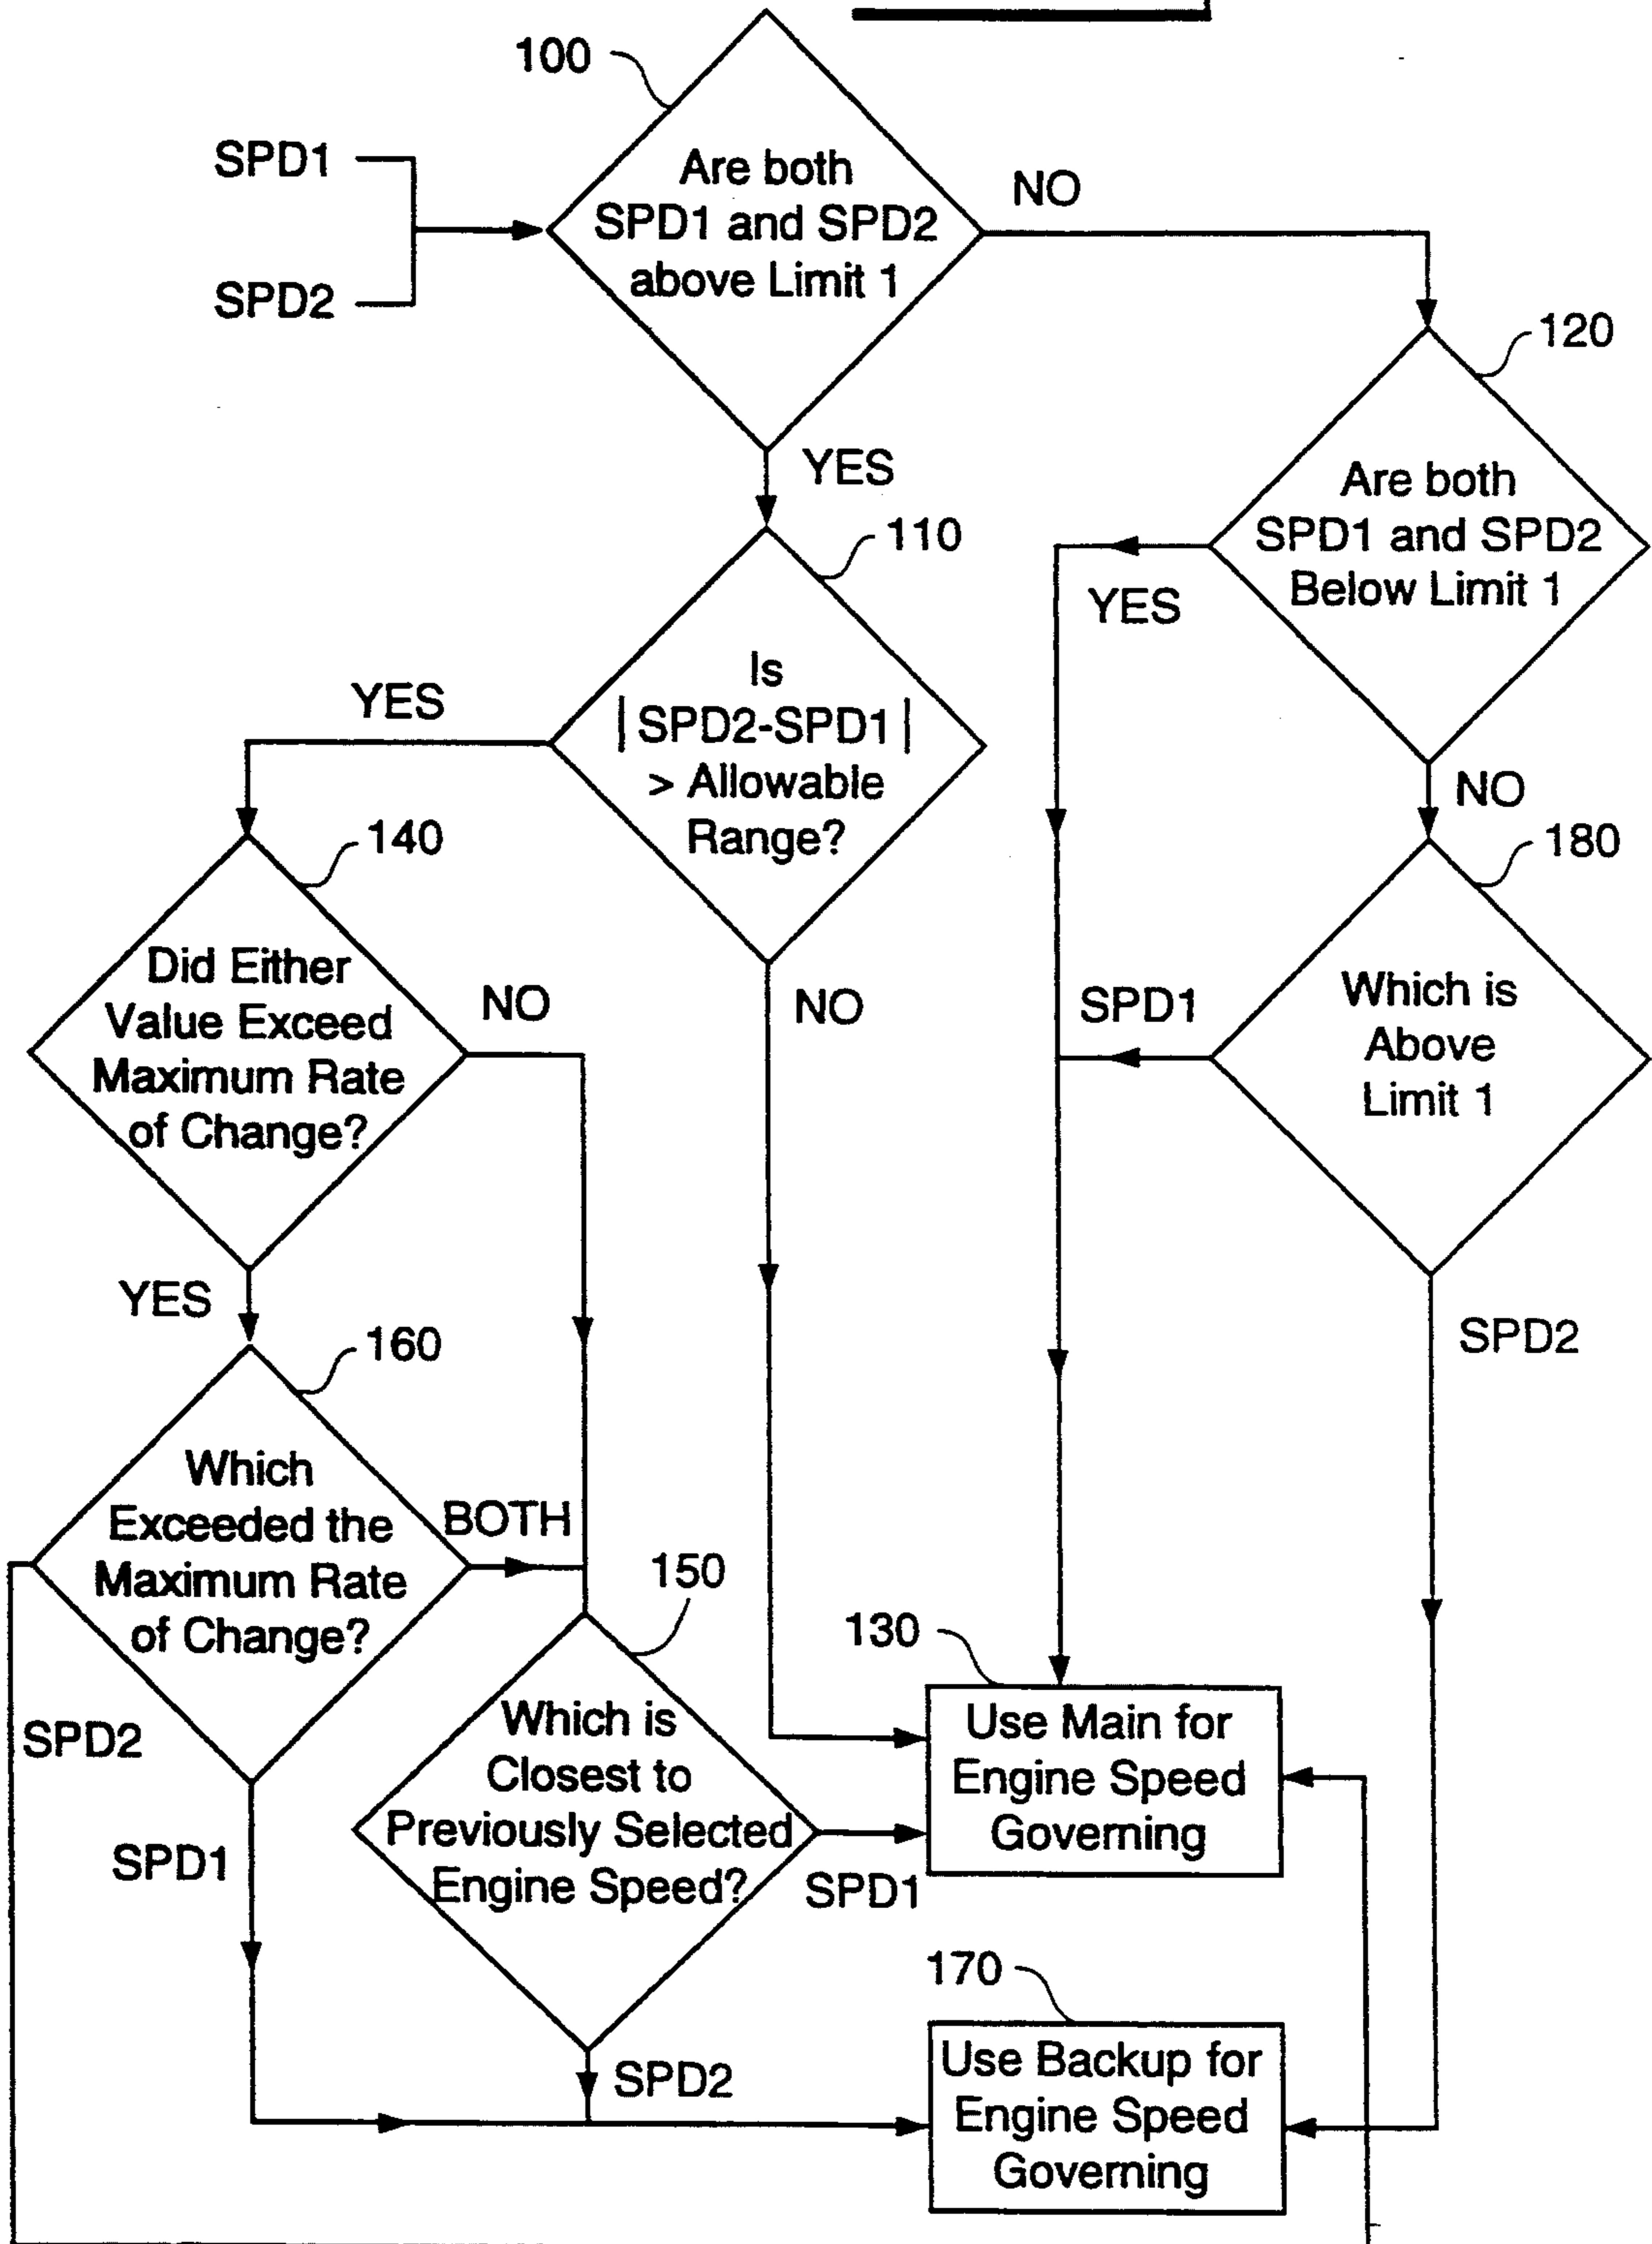 100
SPD1
SPD2
Are both
SPD1 and SPD2
above Limit 1
NO
YES
120
Are both
SPD1 and SPD2
Below Limit 1
YES
NO
110
Is
|SPD2-SPD1|
> Allowable
Range?
YES
NO
140
Did Either
Value Exceed
Maximum Rate
of Change?
NO
YES
180
Which is
Above
Limit 1
SPD1
SPD2
160
Which
Exceeded the
Maximum Rate
of Change?
BOTH
SPD2
SPD1
150
Which is
Closest to
Previously Selected
Engine Speed?
SPD1
SPD2
130
Use Main for
Engine Speed
Governing
170
Use Backup for
Engine Speed
Governing